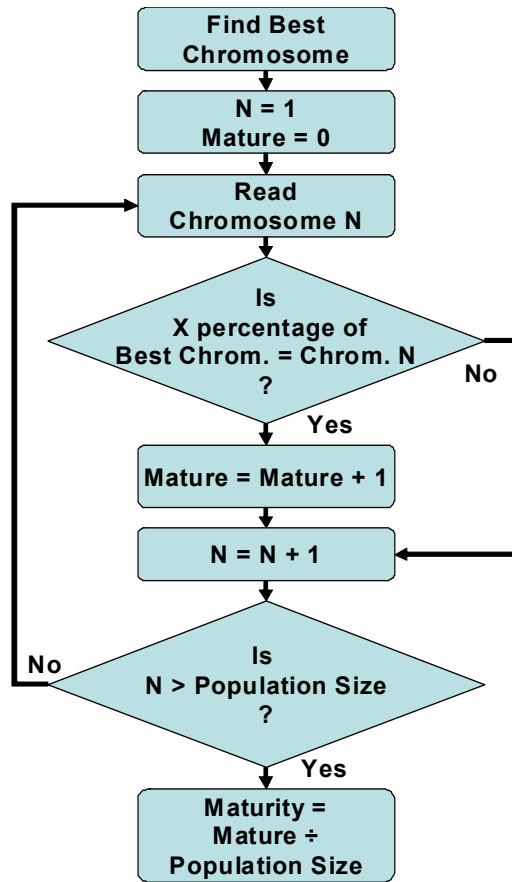 Find Best
Chromosome
N = 1
Mature = 0
Read
Chromosome N
Is
X percentage of
Best Chrom. = Chrom. N
?
No
Yes
Mature = Mature + 1
N = N + 1
Is
N > Population Size
?
No
Yes
Maturity =
Mature ÷
Population Size